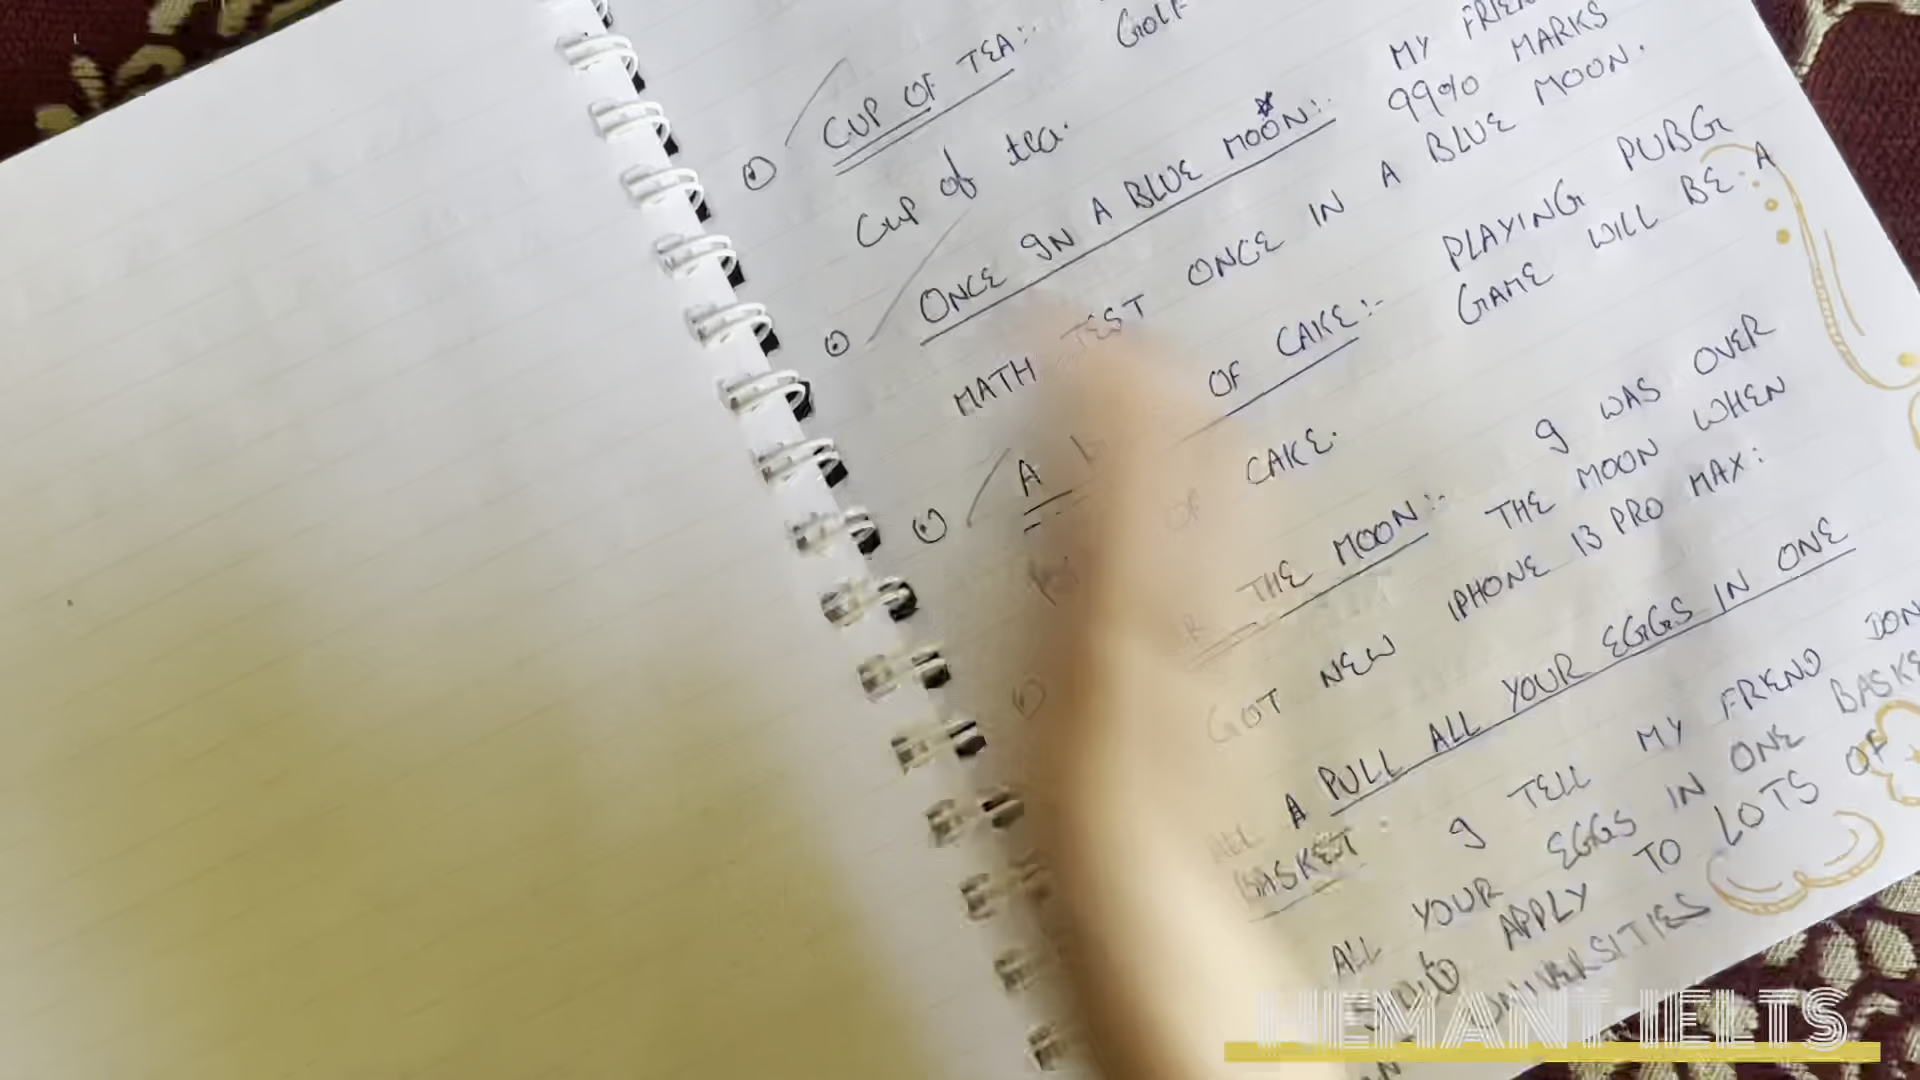 CUP OF TEA:- GOLF
Cup of tea.
ONCE IN A BLUE MOON:- MY
99% MARKS
MATH TEST ONCE IN A BLUE MOON.
A OF CAKE:- PLAYING PUBG
GAME WILL BE A
OF CAKE.
THE MOON:- I WAS OVER
THE MOON WHEN
GOT NEW IPHONE 13 PRO MAX:
A PULL ALL YOUR EGGS IN ONE
BASKET I TELL MY FRIEND
ALL YOUR EGGS IN ONE
APPLY TO LOTS OF
UNIVERSITIES
HEMANT IELTS